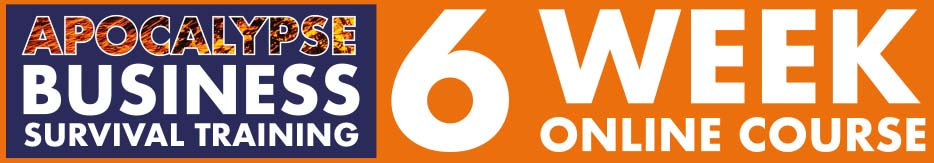 APOCALYPSE
BUSINESS
SURVIVAL TRAINING
6 WEEK
ONLINE COURSE